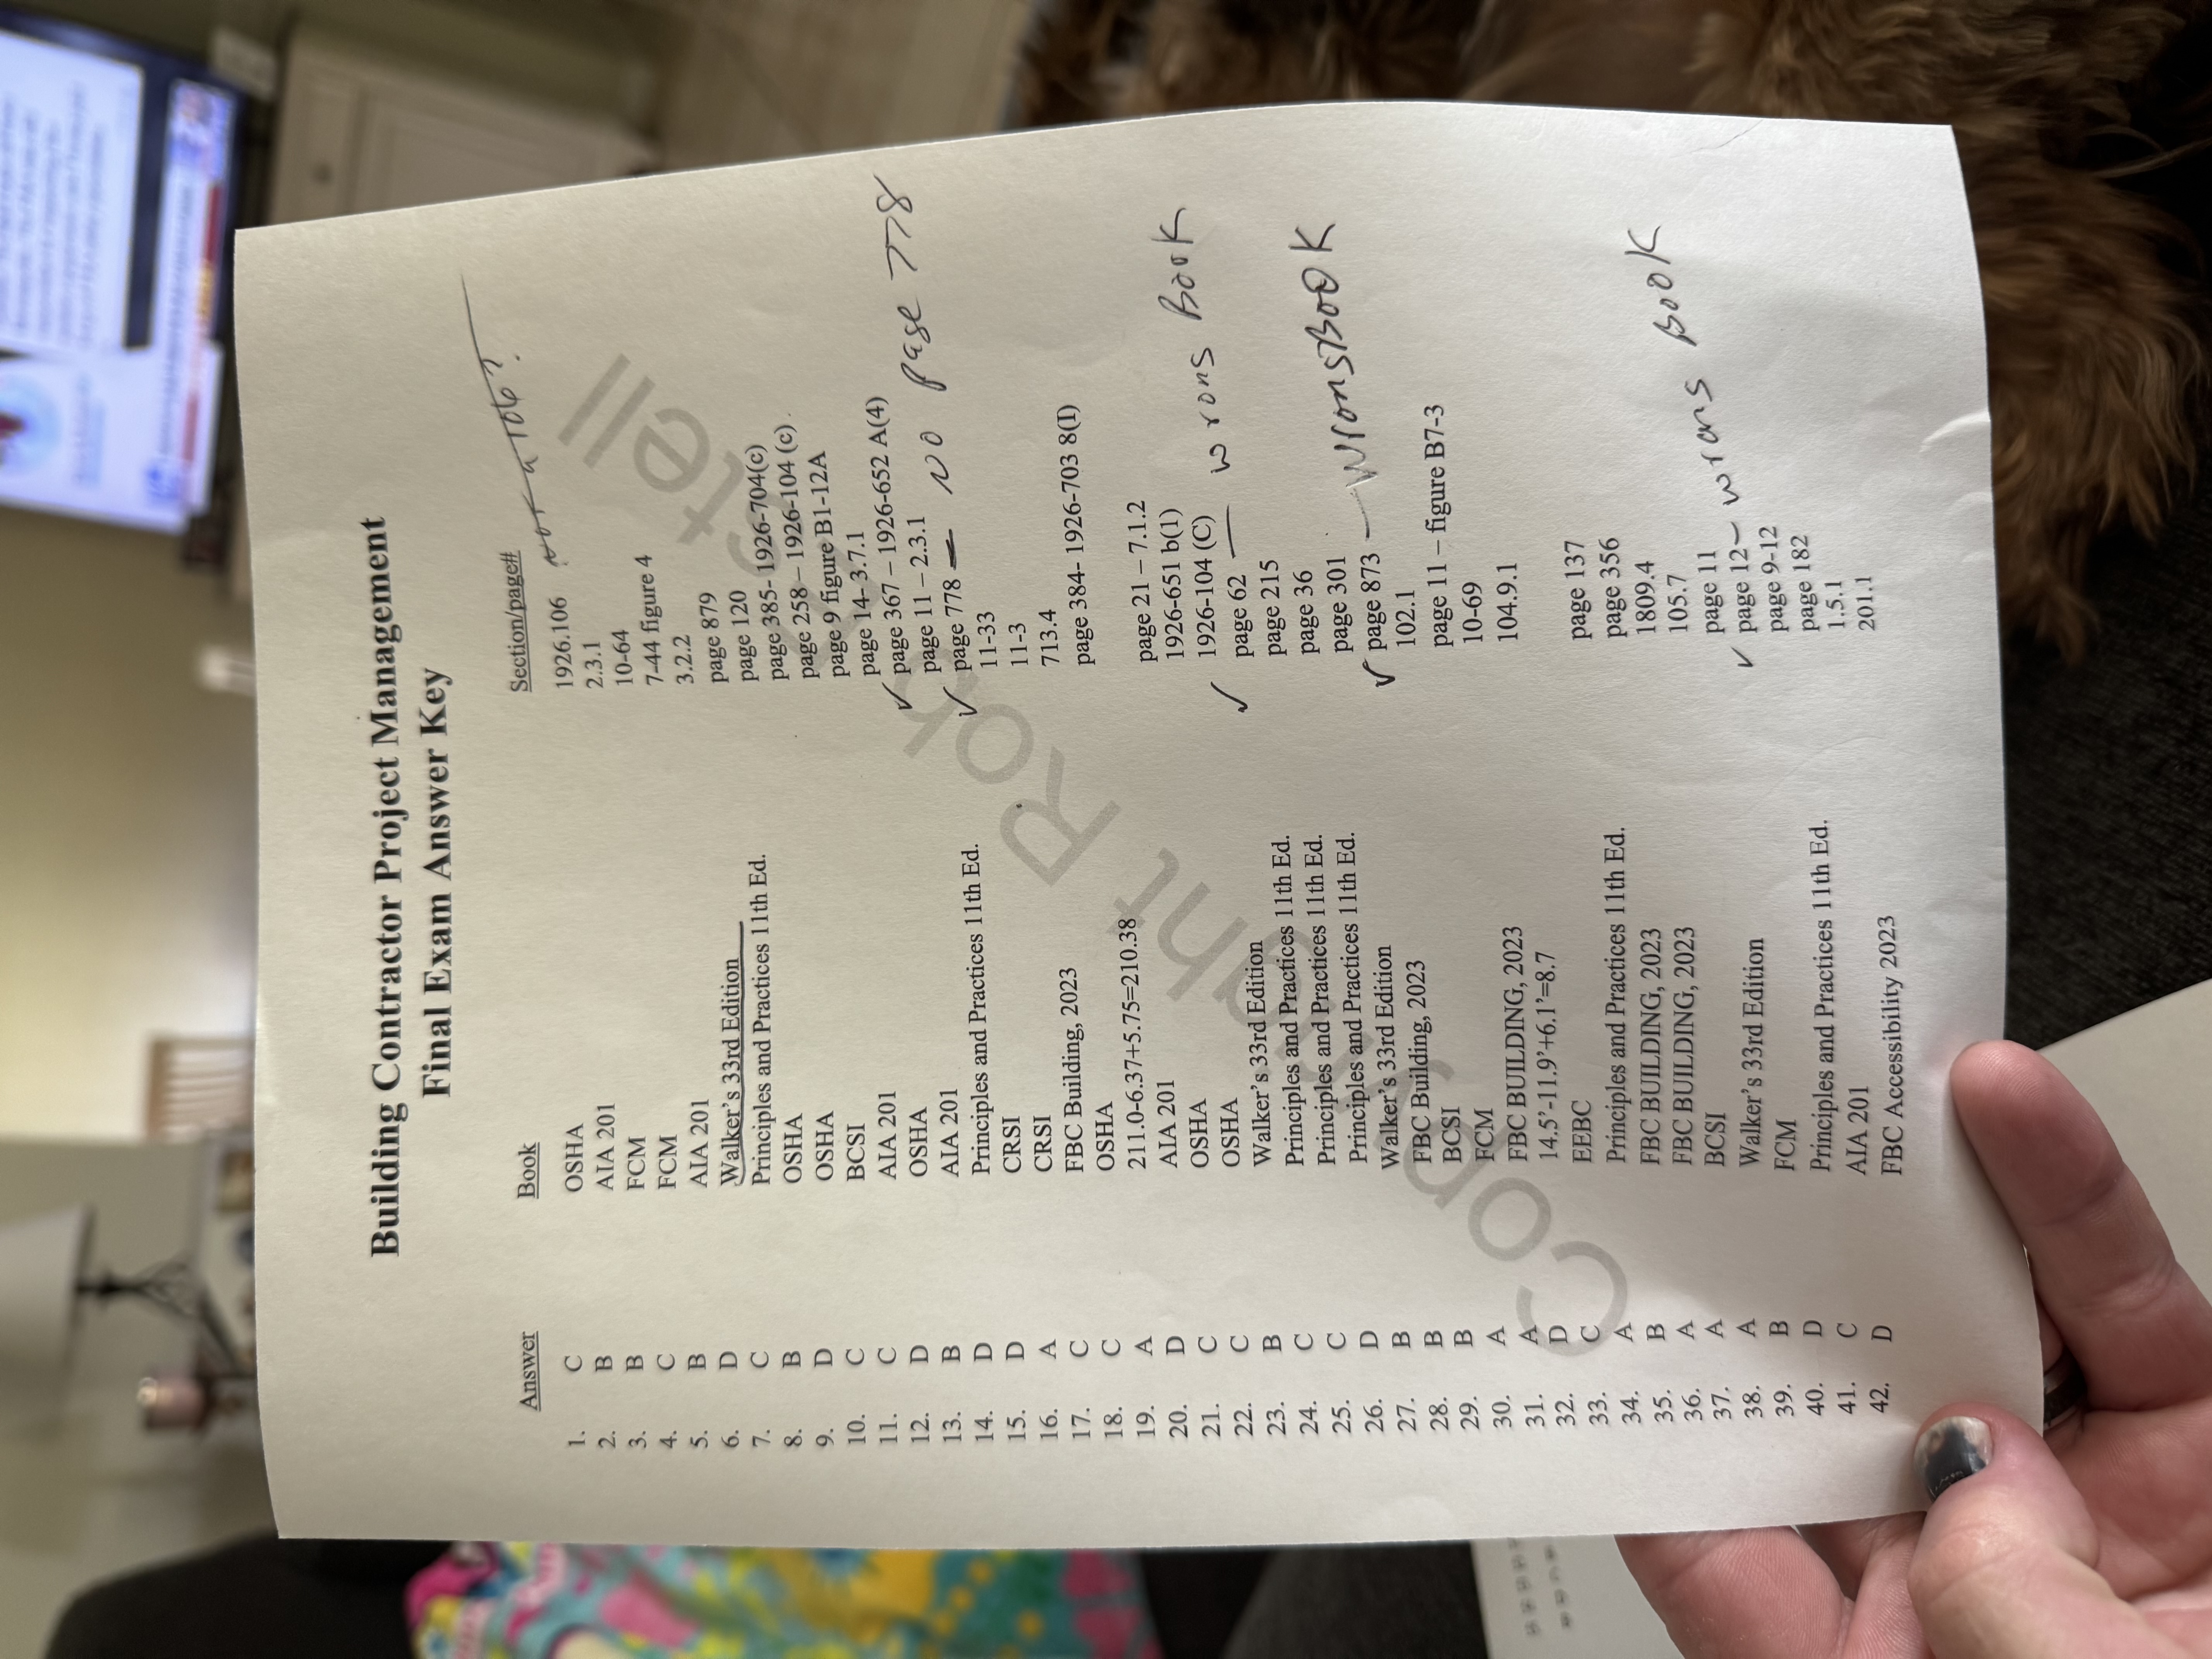 Building Contractor Project Management
Final Exam Answer Key
Answer Book Section/page#
1. C OSHA 1926.106 not a 106?
2. B AIA 201 2.3.1
3. B FCM 10-64
4. C FCM 7-44 figure 4
5. B AIA 201 3.2.2
6. D Walker's 33rd Edition page 879
7. C Principles and Practices 11th Ed. page 120
8. B OSHA page 385- 1926-704(c)
9. D OSHA page 258 – 1926-104 (c)
10. C BCSI page 9 figure B1-12A
11. C AIA 201 page 14- 3.7.1
12. D OSHA ✓ page 367 – 1926-652 A(4)
13. B AIA 201 page 11 – 2.3.1
14. D Principles and Practices 11th Ed. ✓ page 778 — no page 778
15. D CRSI 11-33
16. A CRSI 11-3
17. C FBC Building, 2023 713.4
18. C OSHA page 384- 1926-703 8(I)
19. A 211.0-6.37+5.75=210.38
20. D AIA 201 page 21 – 7.1.2
21. C OSHA 1926-651 b(1)
22. C OSHA 1926-104 (C)
23. B Walker's 33rd Edition ✓ page 62 — wrong Book
24. C Principles and Practices 11th Ed. page 215
25. C Principles and Practices 11th Ed. page 36
26. D Principles and Practices 11th Ed. page 301
27. B Walker's 33rd Edition ✓ page 873 — Wrong Book
28. B FBC Building, 2023 102.1
29. B BCSI page 11 – figure B7-3
30. A FCM 10-69
31. A FBC BUILDING, 2023 104.9.1
32. D 14.5'-11.9'+6.1'=8.7
33. C EEBC page 137
34. A Principles and Practices 11th Ed. page 356
35. B FBC BUILDING, 2023 1809.4
36. A FBC BUILDING, 2023 105.7
37. A BCSI page 11
38. A Walker's 33rd Edition ✓ page 12 – wrong Book
39. B FCM page 9-12
40. D Principles and Practices 11th Ed. page 182
41. C AIA 201 1.5.1
42. D FBC Accessibility 2023 201.1